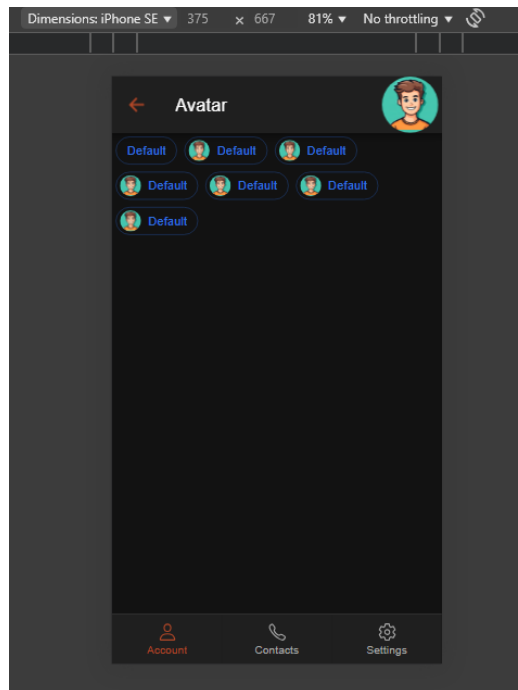 Dimensions: iPhone SE ▼ 375 x 667 81% ▼ No throttling ▼
Avatar
Default Default Default
Default Default Default
Default
Account Contacts Settings